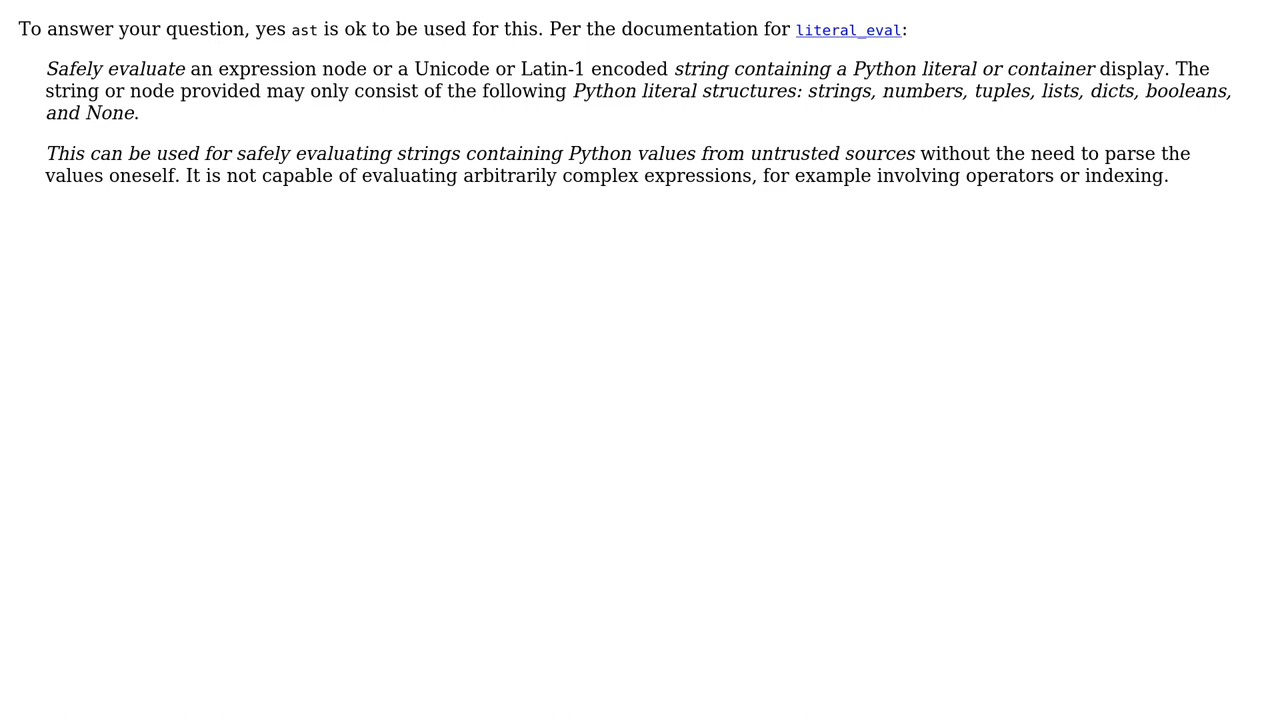 To answer your question, yes ast is ok to be used for this. Per the documentation for literal_eval:
Safely evaluate an expression node or a Unicode or Latin-1 encoded string containing a Python literal or container display. The
string or node provided may only consist of the following Python literal structures: strings, numbers, tuples, lists, dicts, booleans,
and None.
This can be used for safely evaluating strings containing Python values from untrusted sources without the need to parse the
values oneself. It is not capable of evaluating arbitrarily complex expressions, for example involving operators or indexing.